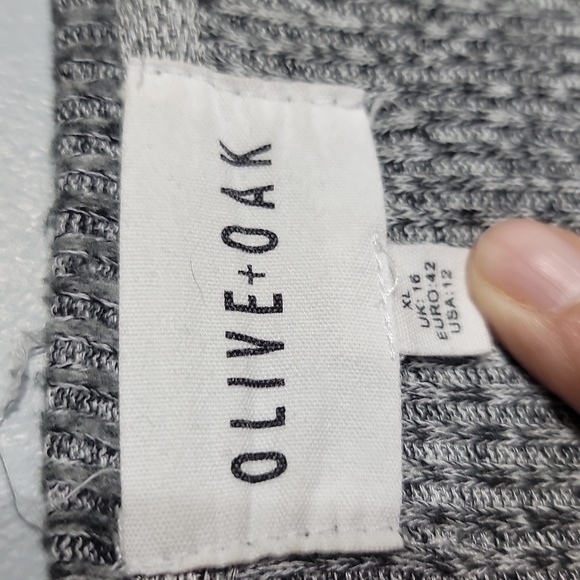 OLIVE+OAK
XL
UK: 16
EURO:42
USA:12